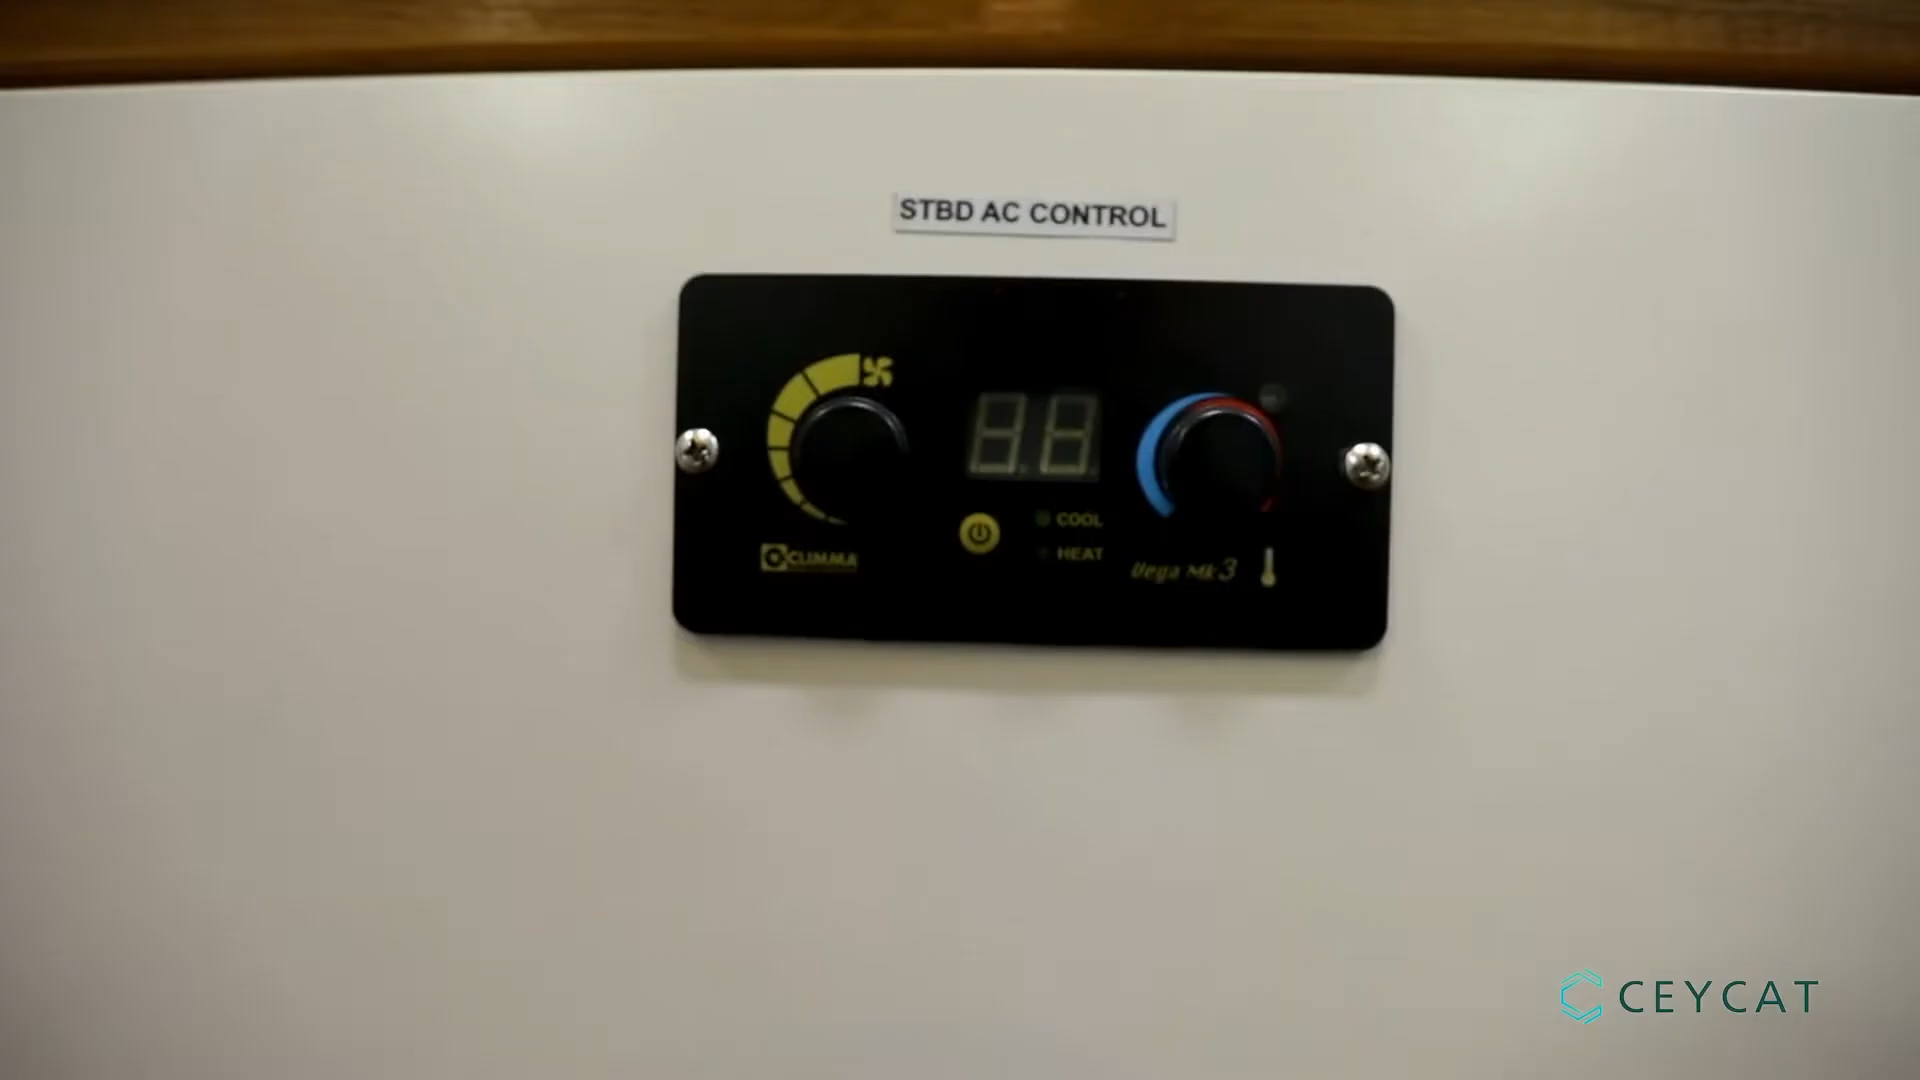 STBD AC CONTROL
CLIMMA
COOL
HEAT
Vega Mk3
CEYCAT